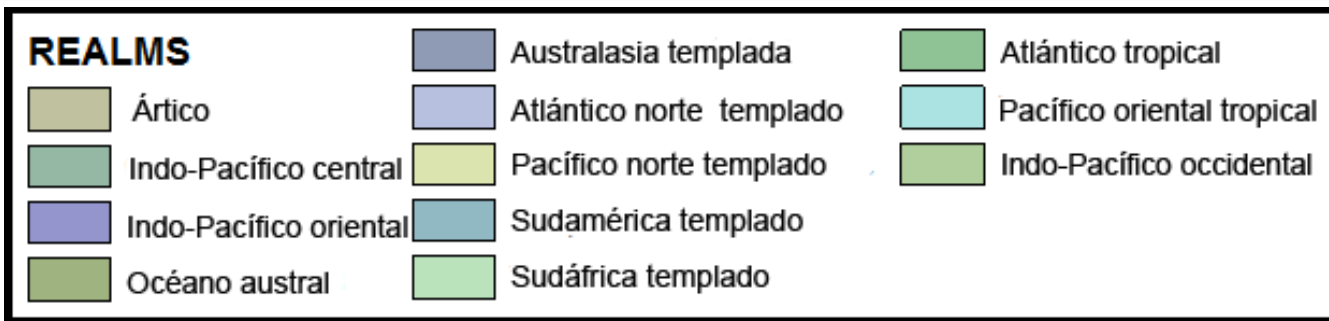 REALMS
Ártico
Indo-Pacífico central
Indo-Pacífico oriental
Océano austral
Australasia templada
Atlántico norte templado
Pacífico norte templado
Sudamérica templado
Sudáfrica templado
Atlántico tropical
Pacífico oriental tropical
Indo-Pacífico occidental